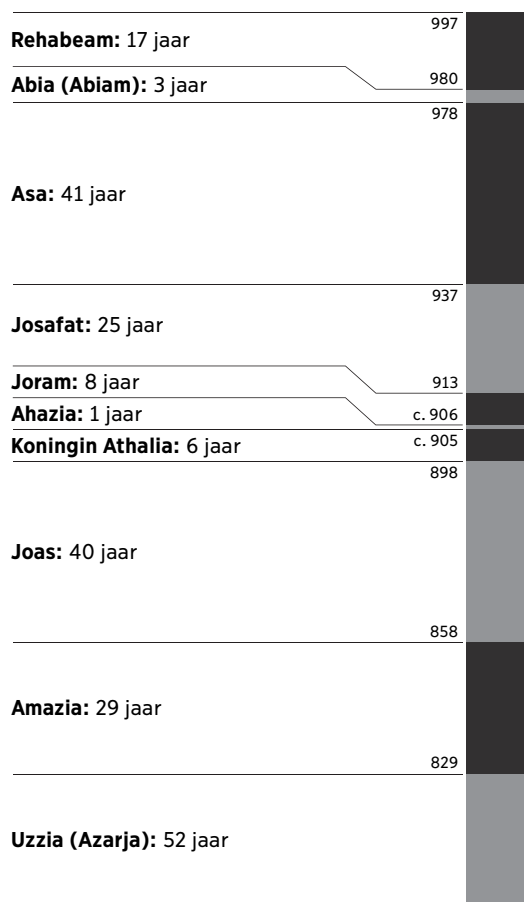 997
Rehabeam: 17 jaar
980
Abia (Abiam): 3 jaar
978
Asa: 41 jaar
937
Josafat: 25 jaar
Joram: 8 jaar
913
Ahazia: 1 jaar
c. 906
Koningin Athalia: 6 jaar
c. 905
898
Joas: 40 jaar
858
Amazia: 29 jaar
829
Uzzia (Azarja): 52 jaar